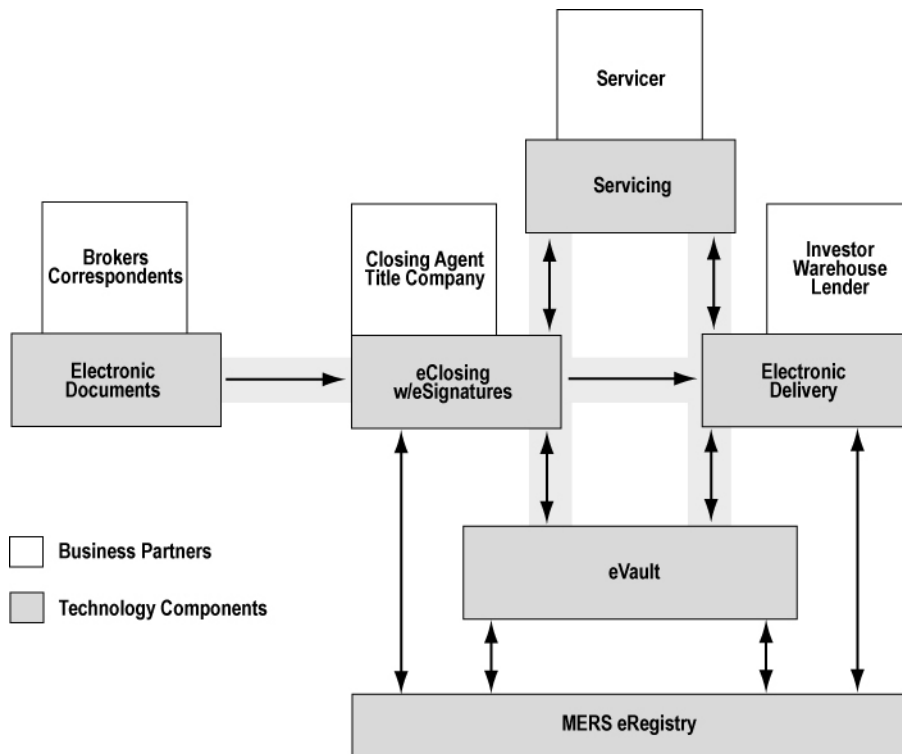 Servicer
Servicing
Brokers
Correspondents
Closing Agent
Title Company
Investor
Warehouse
Lender
Electronic
Documents
eClosing
w/eSignatures
Electronic
Delivery
Business Partners
eVault
Technology Components
MERS eRegistry